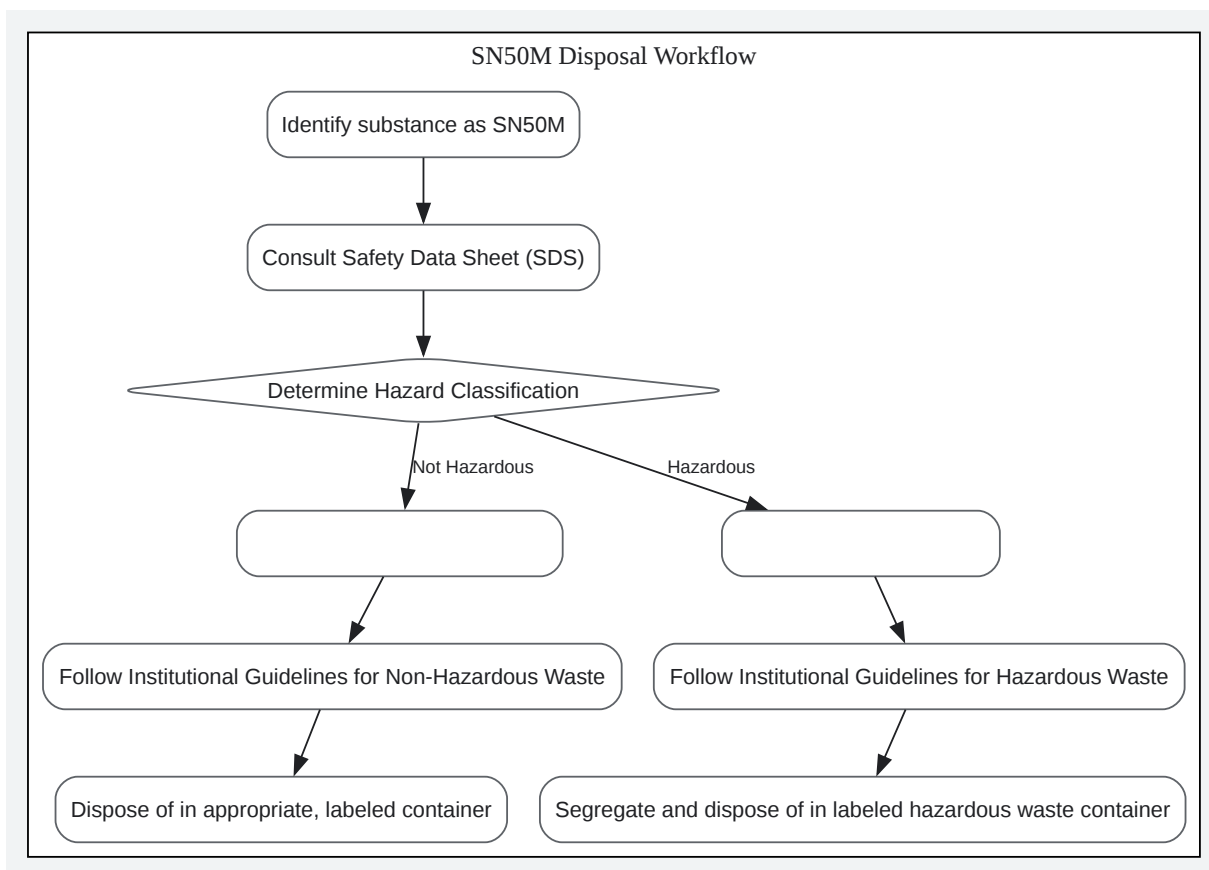 SN50M Disposal Workflow
Identify substance as SN50M
Consult Safety Data Sheet (SDS)
Determine Hazard Classification
Not Hazardous
Hazardous
Follow Institutional Guidelines for Non-Hazardous Waste
Follow Institutional Guidelines for Hazardous Waste
Dispose of in appropriate, labeled container
Segregate and dispose of in labeled hazardous waste container